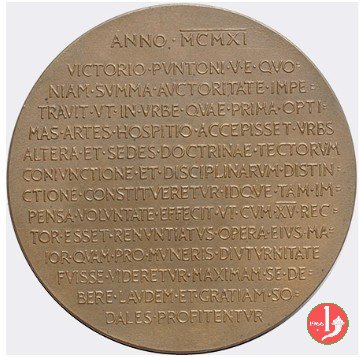 ANNO · MCMXI
VICTORIO·PVNTONI·V·E·QVO-
NIAM·SVMMA·AVCTORITATE·IMPE-
TRAVIT·VT·IN·VRBE·QVAE·PRIMA·OPTI-
MAS·ARTES·HOSPITIO·ACCEPISSET·VRBS
ALTERA·ET·SEDES·DOCTRINAE·TECTORVM
CONIVNCTIONE·ET·DISCIPLINARVM·DISTIN-
CTIONE·CONSTITVERETVR·IDQVE·TAM·IM-
PENSA·VOLVNTATE·EFFECIT·VT·CVM·XV·REC-
TOR·ESSET·RENVNTIATVS·OPERA·EIVS·MA-
IOR·QVAM·PRO·MVNERIS·DIVTVRNITATE
FVISSE·VIDERETVR·MAXIMAM·SE·DE-
BERE·LAVDEM·ET·GRATIAM·SO-
DALES·PROFITENTVR
1900